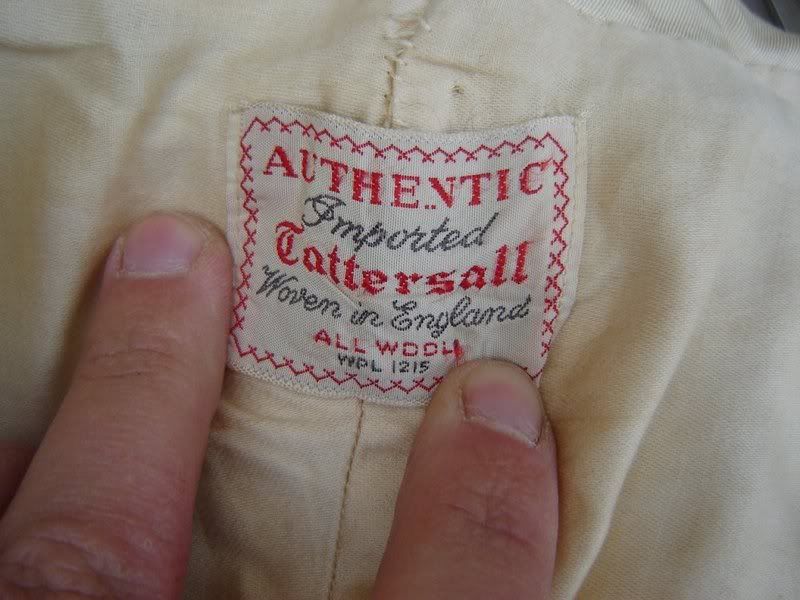 AUTHENTIC
Imported
Tattersall
Woven in England
ALL WOOL
WPL 1215